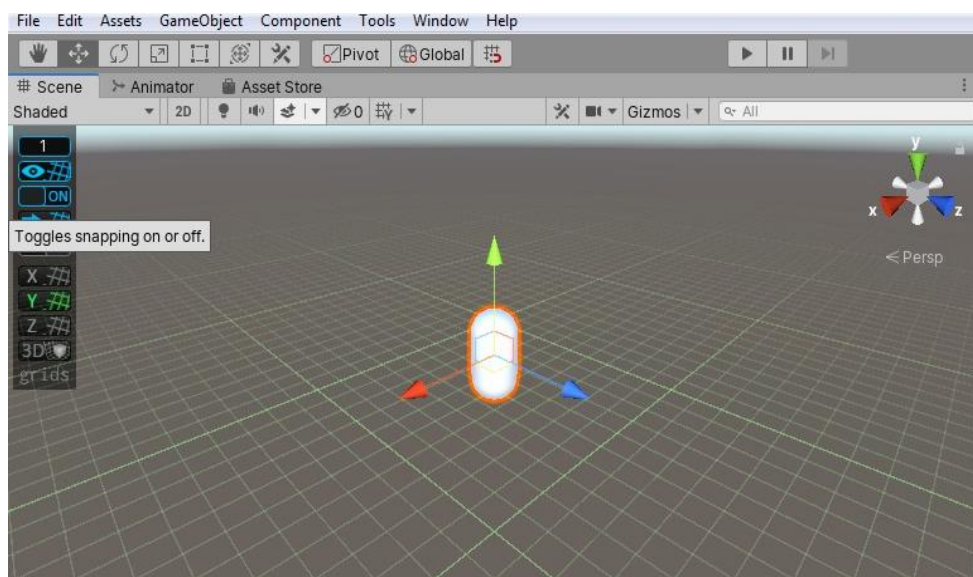 File Edit Assets GameObject Component Tools Window Help
Pivot Global
Scene Animator Asset Store
Shaded 2D 0 Gizmos All
1
ON
Toggles snapping on or off.
X
Y
Z
3D
grids
y
x z
Persp